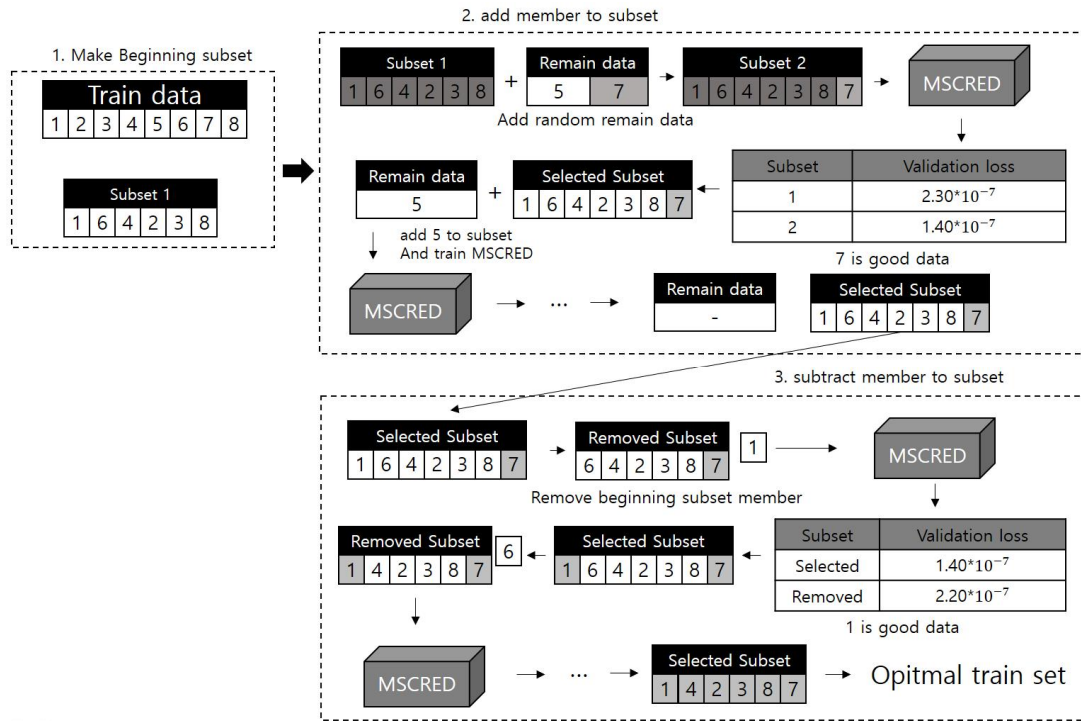 1. Make Beginning subset
Train data
1 2 3 4 5 6 7 8
Subset 1
1 6 4 2 3 8
2. add member to subset
Subset 1
1 6 4 2 3 8
+
Remain data
5 7
Subset 2
1 6 4 2 3 8 7
MSCRED
Add random remain data
Remain data
5
+
Selected Subset
1 6 4 2 3 8 7
Subset Validation loss
1 2.30*10⁻⁷
2 1.40*10⁻⁷
7 is good data
add 5 to subset
And train MSCRED
MSCRED
...
Remain data
-
Selected Subset
1 6 4 2 3 8 7
3. subtract member to subset
Selected Subset
1 6 4 2 3 8 7
Removed Subset
6 4 2 3 8 7
1
MSCRED
Remove beginning subset member
Removed Subset
1 4 2 3 8 7
6
Selected Subset
1 6 4 2 3 8 7
Subset Validation loss
Selected 1.40*10⁻⁷
Removed 2.20*10⁻⁷
1 is good data
MSCRED
...
Selected Subset
1 4 2 3 8 7
Opitmal train set